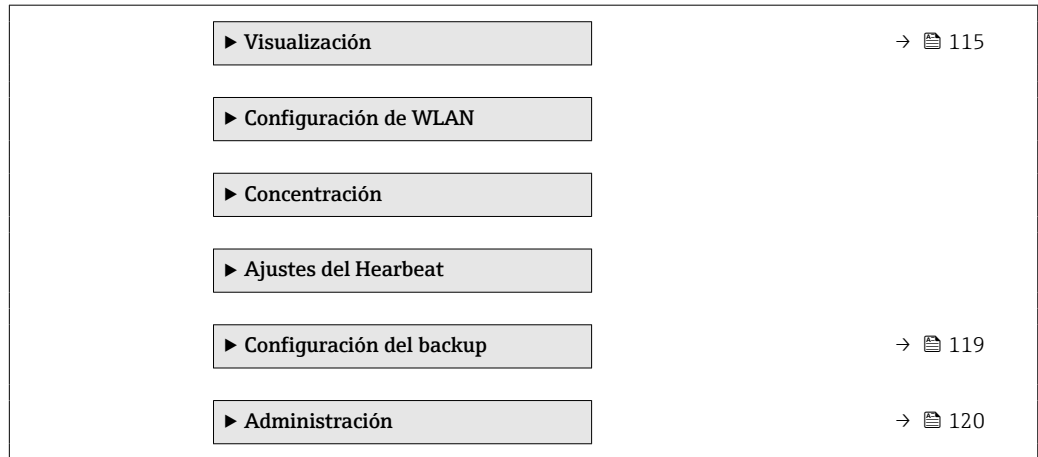 ▶ Visualización → 115
▶ Configuración de WLAN
▶ Concentración
▶ Ajustes del Hearbeat
▶ Configuración del backup → 119
▶ Administración → 120